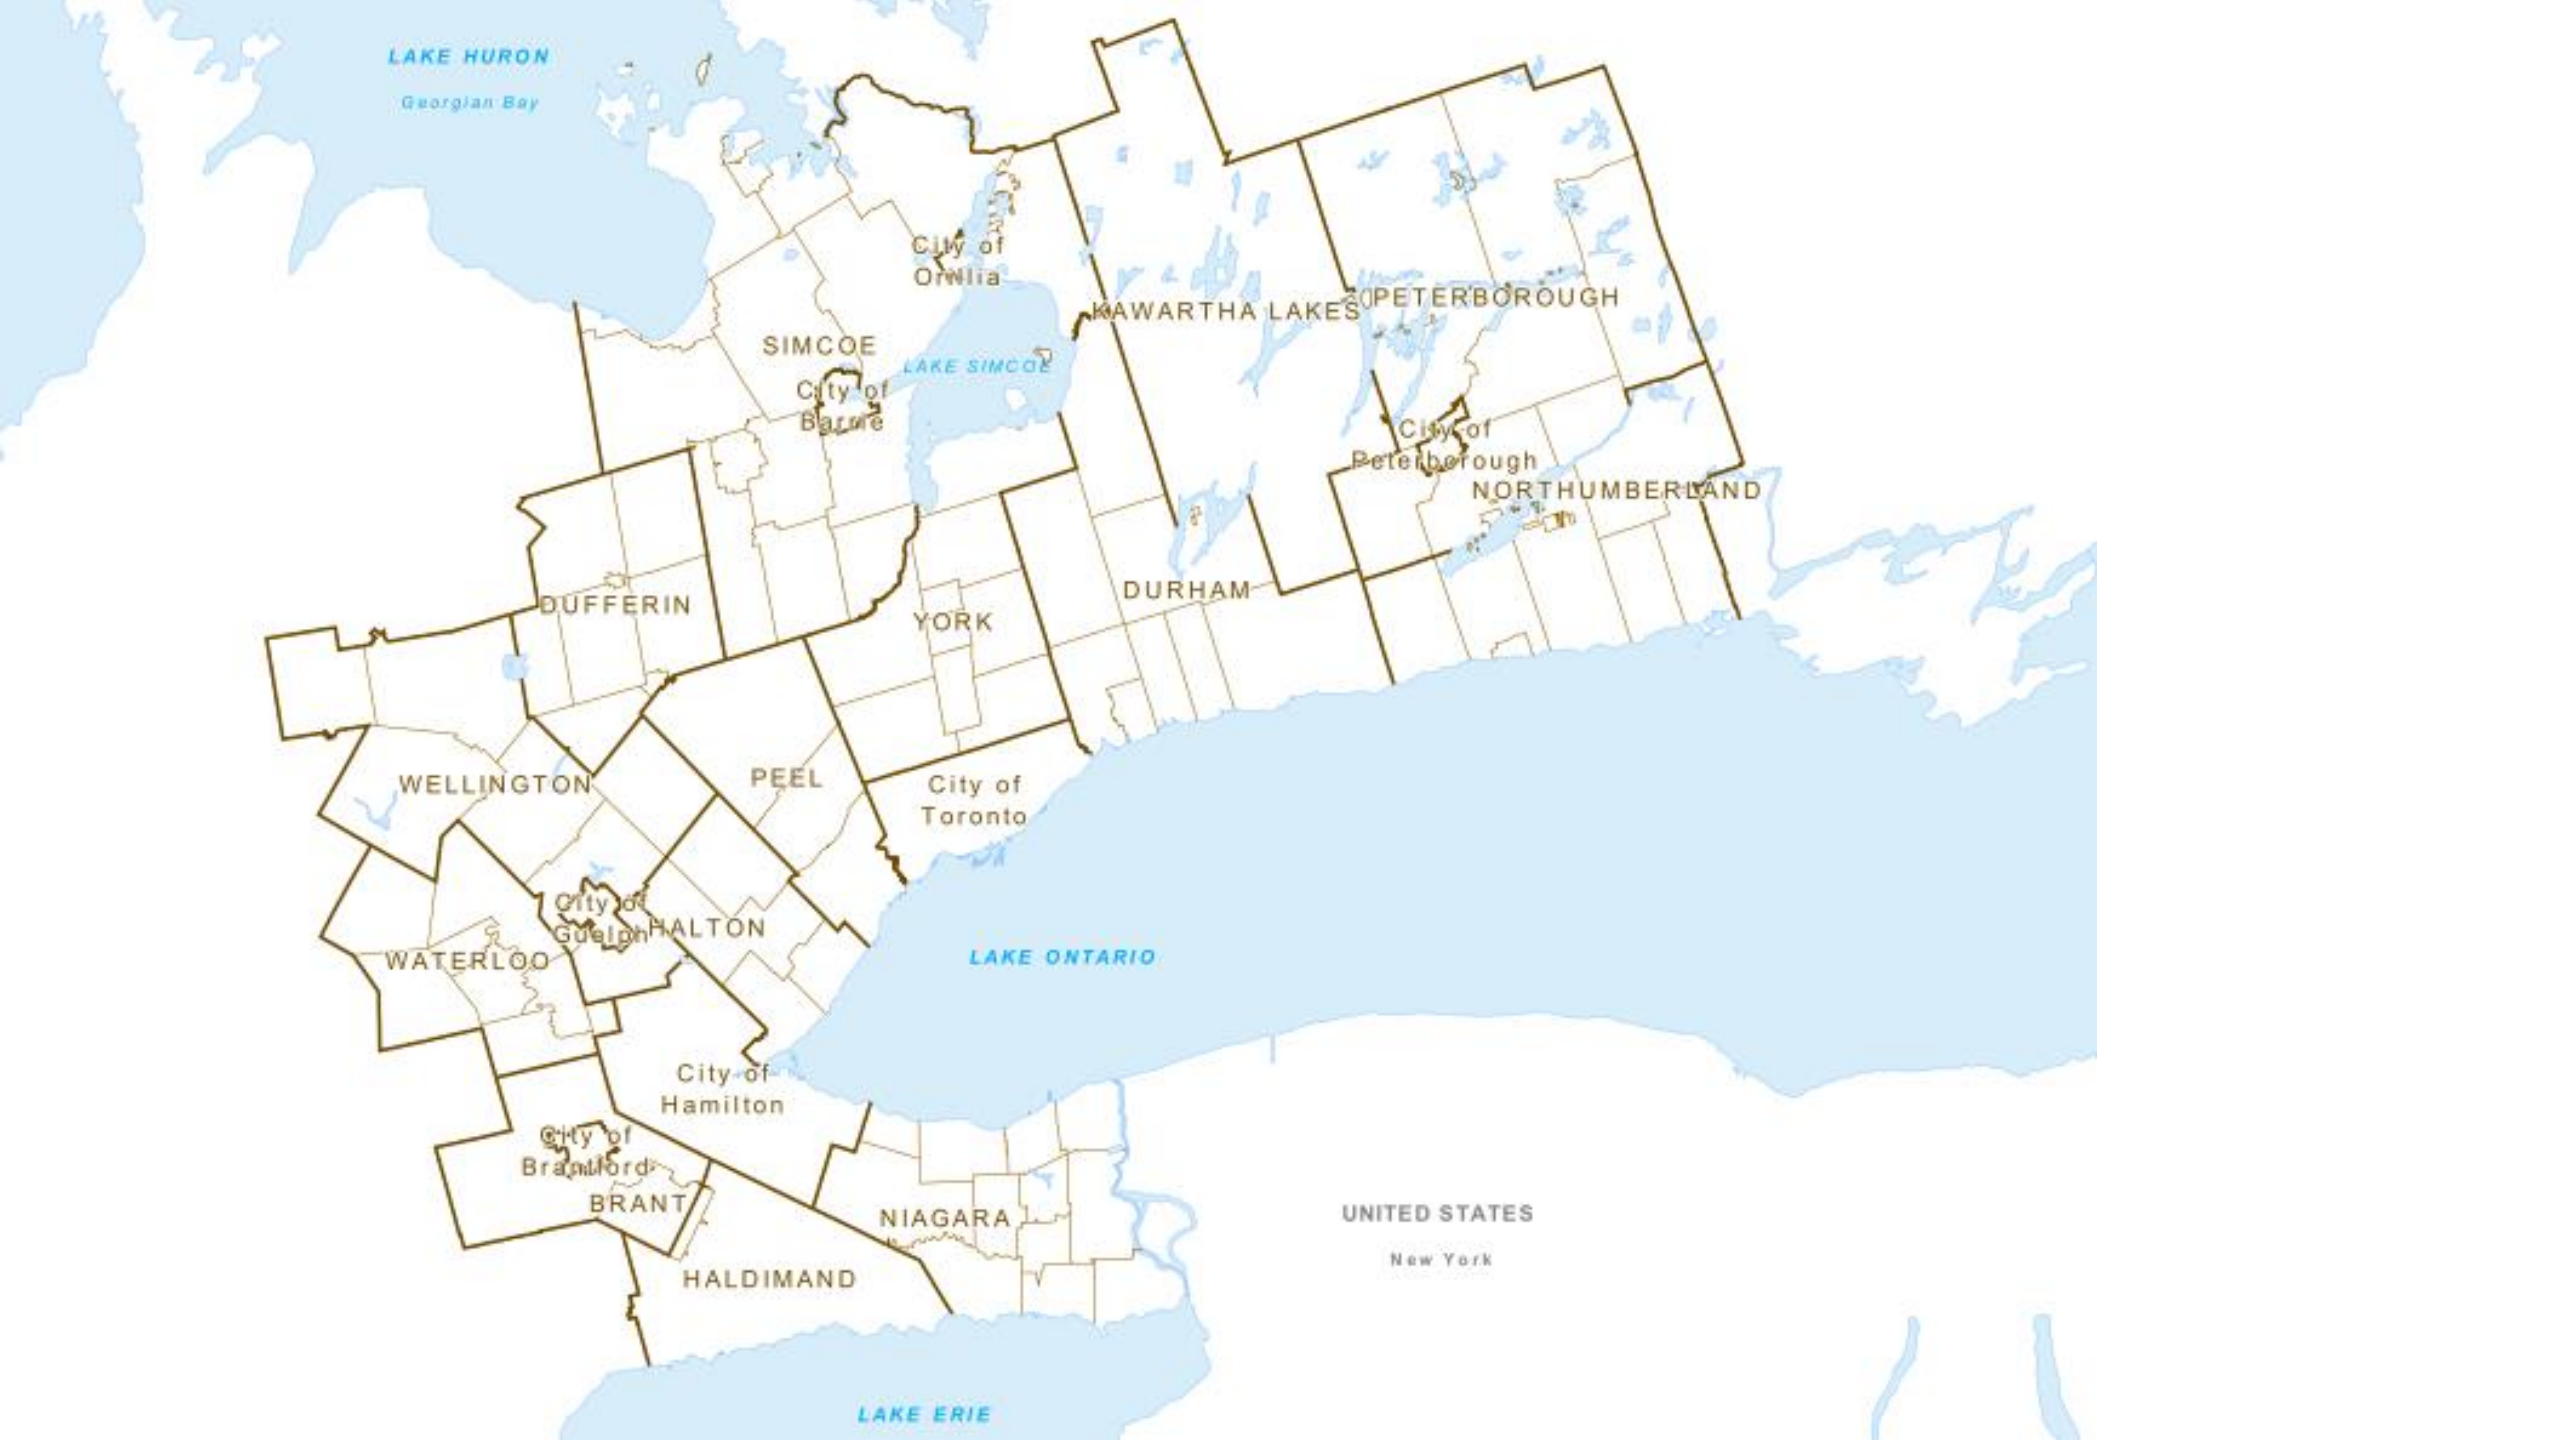 LAKE HURON
Georgian Bay
City of
Orillia
KAWARTHA LAKES
PETERBOROUGH
SIMCOE
LAKE SIMCOE
City of
Barrie
City of
Peterborough
NORTHUMBERLAND
DURHAM
DUFFERIN
YORK
WELLINGTON
PEEL
City of
Toronto
City of
Guelph
HALTON
WATERLOO
LAKE ONTARIO
City of
Hamilton
City of
Brantford
BRANT
NIAGARA
UNITED STATES
New York
HALDIMAND
LAKE ERIE